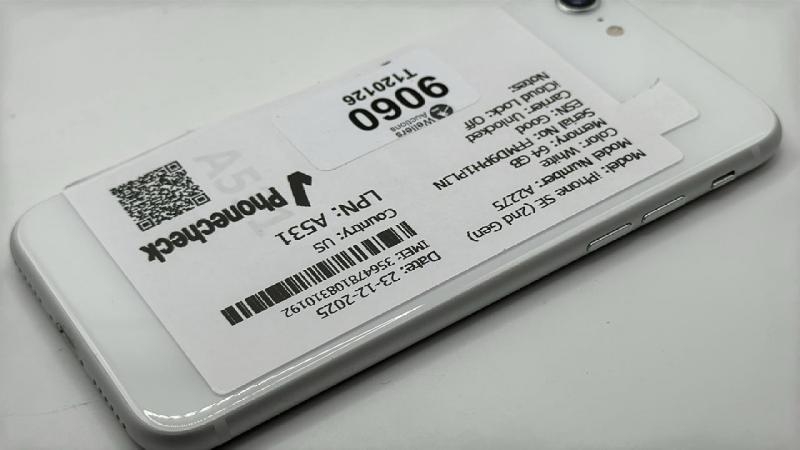 Wellers
Auctions
9060
T120126
Model: iPhone SE (2nd Gen)
Model Number: A2275
Color: White
Memory: 64 GB
Serial No: FFMD9PH1PLJN
ESN: Good
Carrier: Unlocked
iCloud Lock: Off
Notes:
Phonecheck
LPN: A531
Country: US
IMEI: 356478108310192
Date: 23-12-2025